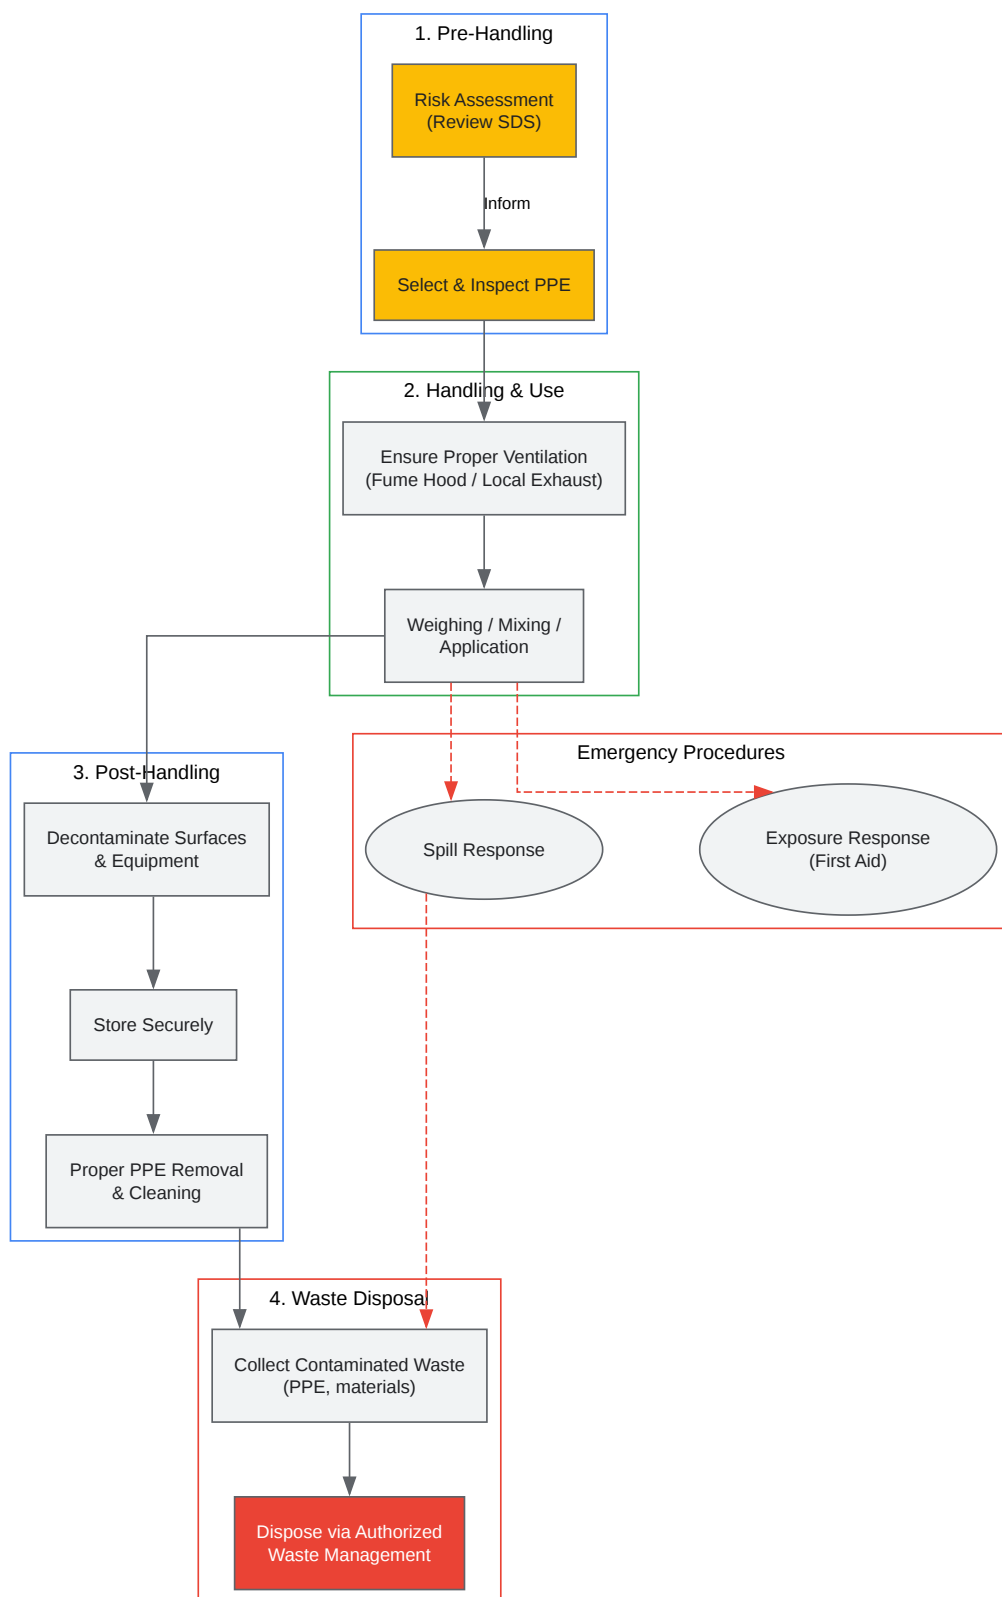 1. Pre-Handling
Risk Assessment
(Review SDS)
Inform
Select & Inspect PPE
2. Handling & Use
Ensure Proper Ventilation
(Fume Hood / Local Exhaust)
Weighing / Mixing /
Application
Emergency Procedures
Spill Response
Exposure Response
(First Aid)
3. Post-Handling
Decontaminate Surfaces
& Equipment
Store Securely
Proper PPE Removal
& Cleaning
4. Waste Disposal
Collect Contaminated Waste
(PPE, materials)
Dispose via Authorized
Waste Management